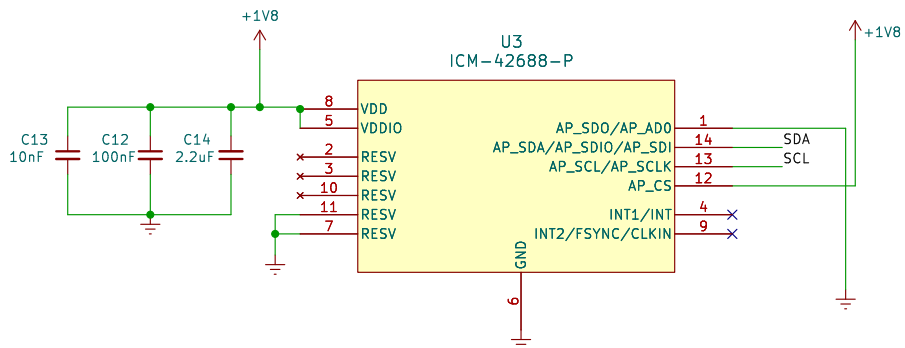 +1V8
U3
ICM-42688-P
+1V8
C13
10nF
C12
100nF
C14
2.2uF
8
VDD
5
VDDIO
2
RESV
3
RESV
10
RESV
11
RESV
7
RESV
AP_SDO/AP_AD0
1
AP_SDA/AP_SDIO/AP_SDI
14
SDA
AP_SCL/AP_SCLK
13
SCL
AP_CS
12
INT1/INT
4
INT2/FSYNC/CLKIN
9
GND
6